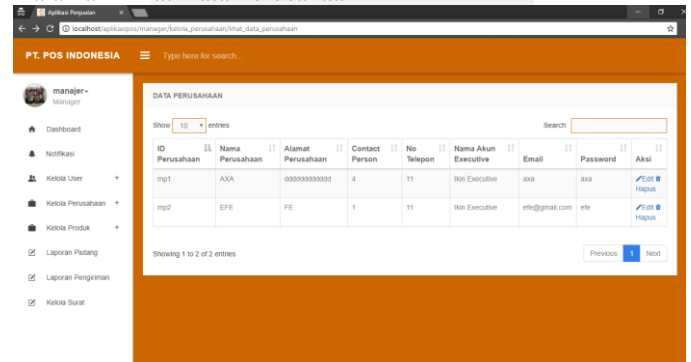 Aplikasi Penjualan
localhost/aplikasipos/manager/kelola_perusahaan/lihat_data_perusahaan
PT. POS INDONESIA
Type here for search...
manajer
Manager
Dashboard
Notifikasi
Kelola User +
Kelola Perusahaan +
Kelola Produk +
Laporan Piutang
Laporan Pengiriman
Kelola Surat
DATA PERUSAHAAN
Show 10 entries Search:
ID Perusahaan Nama Perusahaan Alamat Perusahaan Contact Person No Telepon Nama Akun Executive Email Password Aksi
mp1 AXA dddddddddddd 4 11 Ikin Executive axa axa Edit Hapus
mp2 EFE FE 1 11 Ikin Executive efe@gmail.com efe Edit Hapus
Showing 1 to 2 of 2 entries
Previous 1 Next